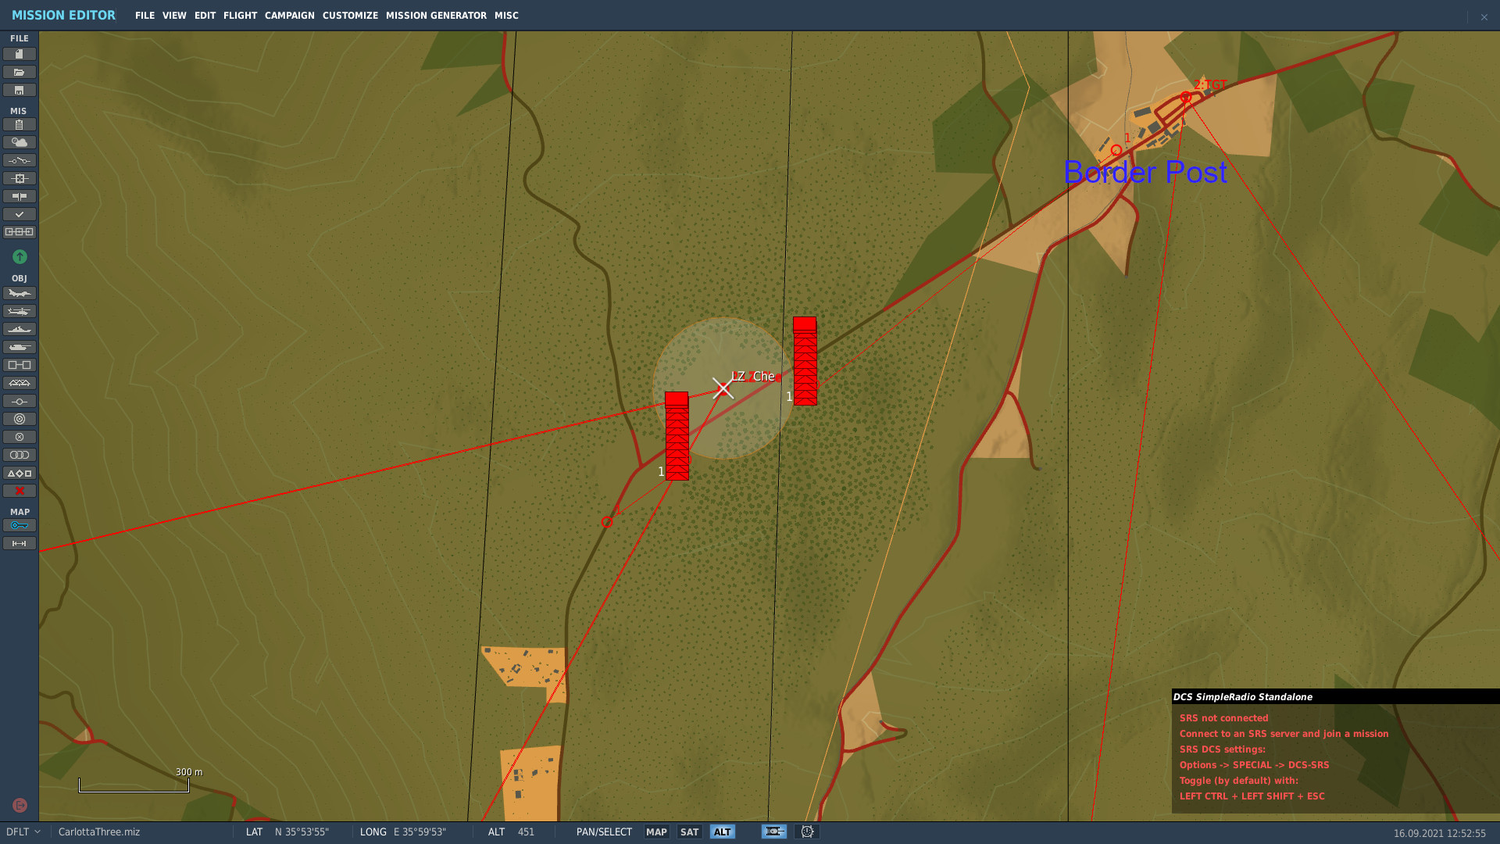 MISSION EDITOR FILE VIEW EDIT FLIGHT CAMPAIGN CUSTOMIZE MISSION GENERATOR MISC
FILE
MIS
OBJ
MAP
2:TGT
1
Border Post
LZ Che
1
1
1
300 m
DCS SimpleRadio Standalone
SRS not connected
Connect to an SRS server and join a mission
SRS DCS settings:
Options -> SPECIAL -> DCS-SRS
Toggle (by default) with:
LEFT CTRL + LEFT SHIFT + ESC
DFLT CarlottaThree.miz LAT N 35°53'55" LONG E 35°59'53" ALT 451 PAN/SELECT MAP SAT ALT 16.09.2021 12:52:55